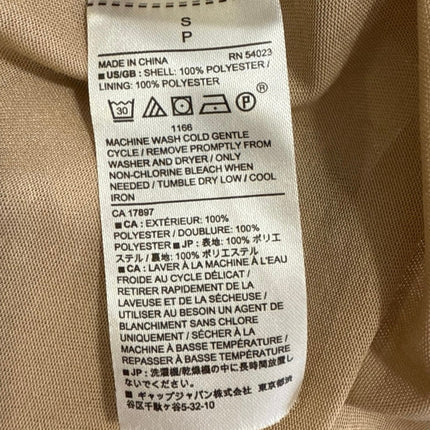 S
P
MADE IN CHINA RN 54023
■ US/GB : SHELL: 100% POLYESTER /
LINING: 100% POLYESTER
30 P ®
1166
MACHINE WASH COLD GENTLE
CYCLE / REMOVE PROMPTLY FROM
WASHER AND DRYER / ONLY
NON-CHLORINE BLEACH WHEN
NEEDED / TUMBLE DRY LOW / COOL
IRON
CA 17897
■ CA : EXTÉRIEUR: 100%
POLYESTER / DOUBLURE: 100%
POLYESTER ■ JP : 表地: 100% ポリエ
ステル / 裏地: 100% ポリエステル
■ CA : LAVER À LA MACHINE À L'EAU
FROIDE AU CYCLE DÉLICAT /
RETIRER RAPIDEMENT DE LA
LAVEUSE ET DE LA SÉCHEUSE /
UTILISER AU BESOIN UN AGENT DE
BLANCHIMENT SANS CHLORE
UNIQUEMENT / SÉCHER À LA
MACHINE À BASSE TEMPÉRATURE /
REPASSER À BASSE TEMPÉRATURE
■ JP : 洗濯機/乾燥機の中に長時間放置し
ないでください。
■ ギャップジャパン株式会社 東京都渋
谷区千駄ヶ谷5-32-10